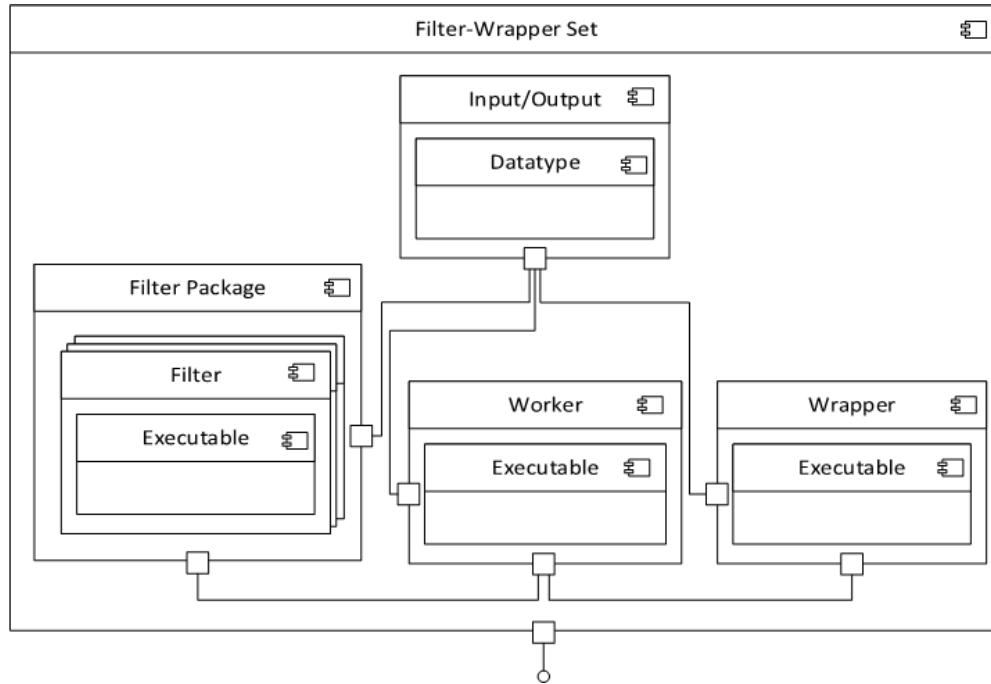 Filter-Wrapper Set
Input/Output
Datatype
Filter Package
Filter
Executable
Worker
Executable
Wrapper
Executable